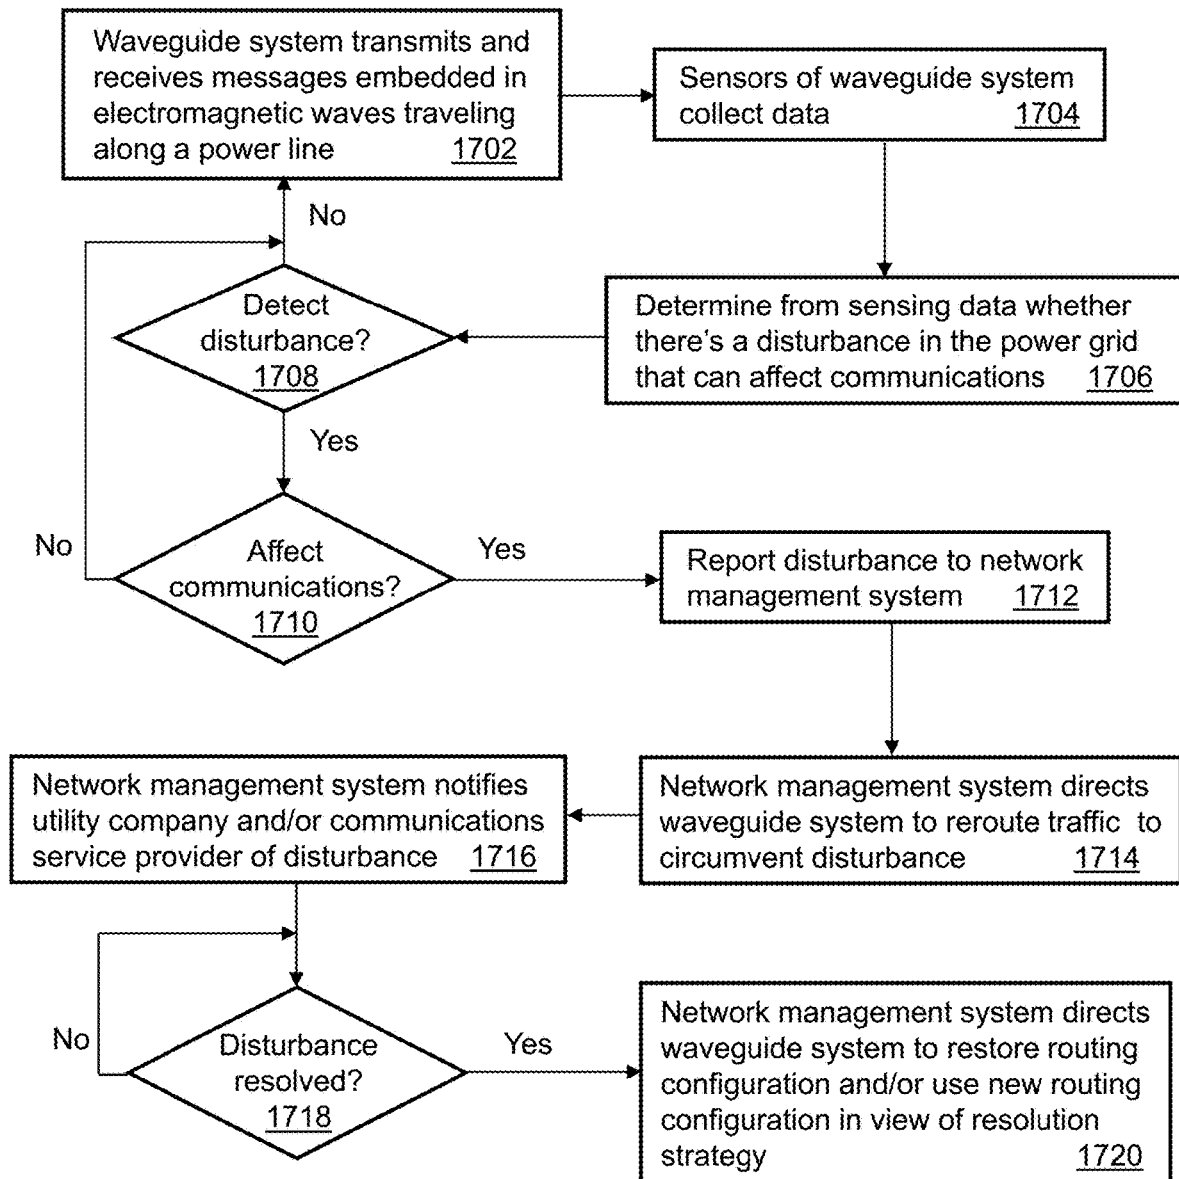 Waveguide system transmits and
receives messages embedded in
electromagnetic waves traveling
along a power line 1702
Sensors of waveguide system
collect data 1704
No
Detect
disturbance?
1708
Determine from sensing data whether
there's a disturbance in the power grid
that can affect communications 1706
Yes
No
Affect
communications?
1710
Yes
Report disturbance to network
management system 1712
Network management system notifies
utility company and/or communications
service provider of disturbance 1716
Network management system directs
waveguide system to reroute traffic to
circumvent disturbance 1714
No
Disturbance
resolved?
1718
Yes
Network management system directs
waveguide system to restore routing
configuration and/or use new routing
configuration in view of resolution
strategy 1720